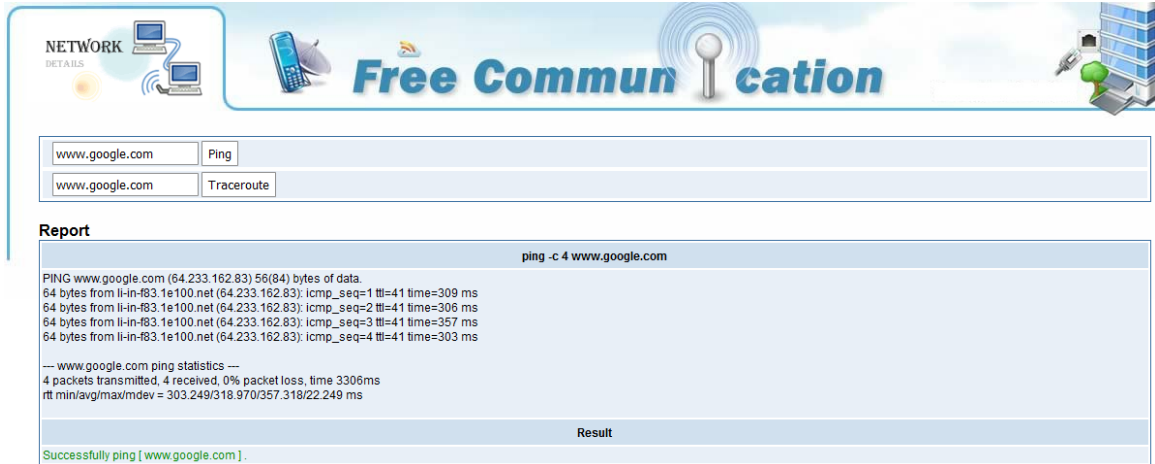 NETWORK
DETAILS
Free Commun cation
www.google.com Ping
www.google.com Traceroute
Report
ping -c 4 www.google.com
PING www.google.com (64.233.162.83) 56(84) bytes of data.
64 bytes from li-in-f83.1e100.net (64.233.162.83): icmp_seq=1 ttl=41 time=309 ms
64 bytes from li-in-f83.1e100.net (64.233.162.83): icmp_seq=2 ttl=41 time=306 ms
64 bytes from li-in-f83.1e100.net (64.233.162.83): icmp_seq=3 ttl=41 time=357 ms
64 bytes from li-in-f83.1e100.net (64.233.162.83): icmp_seq=4 ttl=41 time=303 ms
--- www.google.com ping statistics ---
4 packets transmitted, 4 received, 0% packet loss, time 3306ms
rtt min/avg/max/mdev = 303.249/318.970/357.318/22.249 ms
Result
Successfully ping [ www.google.com ] .